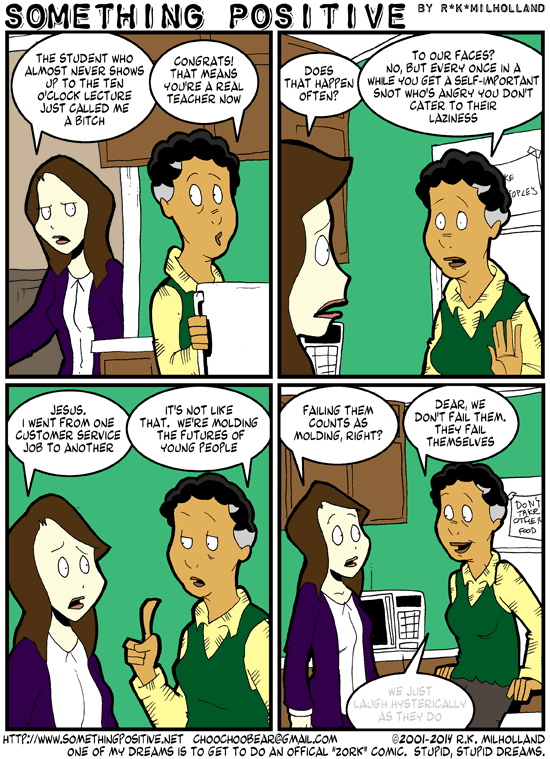 SOMETHING POSITIVE BY R*K*MILHOLLAND
THE STUDENT WHO
ALMOST NEVER SHOWS
UP TO THE TEN
O'CLOCK LECTURE
JUST CALLED ME
A BITCH
CONGRATS!
THAT MEANS
YOU'RE A REAL
TEACHER NOW
DOES
THAT HAPPEN
OFTEN?
TO OUR FACES?
NO, BUT EVERY ONCE IN A
WHILE YOU GET A SELF-IMPORTANT
SNOT WHO'S ANGRY YOU DON'T
CATER TO THEIR
LAZINESS
KE
EOPLE'S
JESUS.
I WENT FROM ONE
CUSTOMER SERVICE
JOB TO ANOTHER
IT'S NOT LIKE
THAT. WE'RE MOLDING
THE FUTURES OF
YOUNG PEOPLE
FAILING THEM
COUNTS AS
MOLDING, RIGHT?
DEAR, WE
DON'T FAIL THEM.
THEY FAIL
THEMSELVES
DON'T
TAKE
OTHER
FOOD
WE JUST
LAUGH HYSTERICALLY
AS THEY DO
HTTP://WWW.SOMETHINGPOSITIVE.NET CHOOCHOOBEAR@GMAIL.COM ©2001-2014 R.K. MILHOLLAND
ONE OF MY DREAMS IS TO GET TO DO AN OFFICAL "ZORK" COMIC. STUPID, STUPID DREAMS.